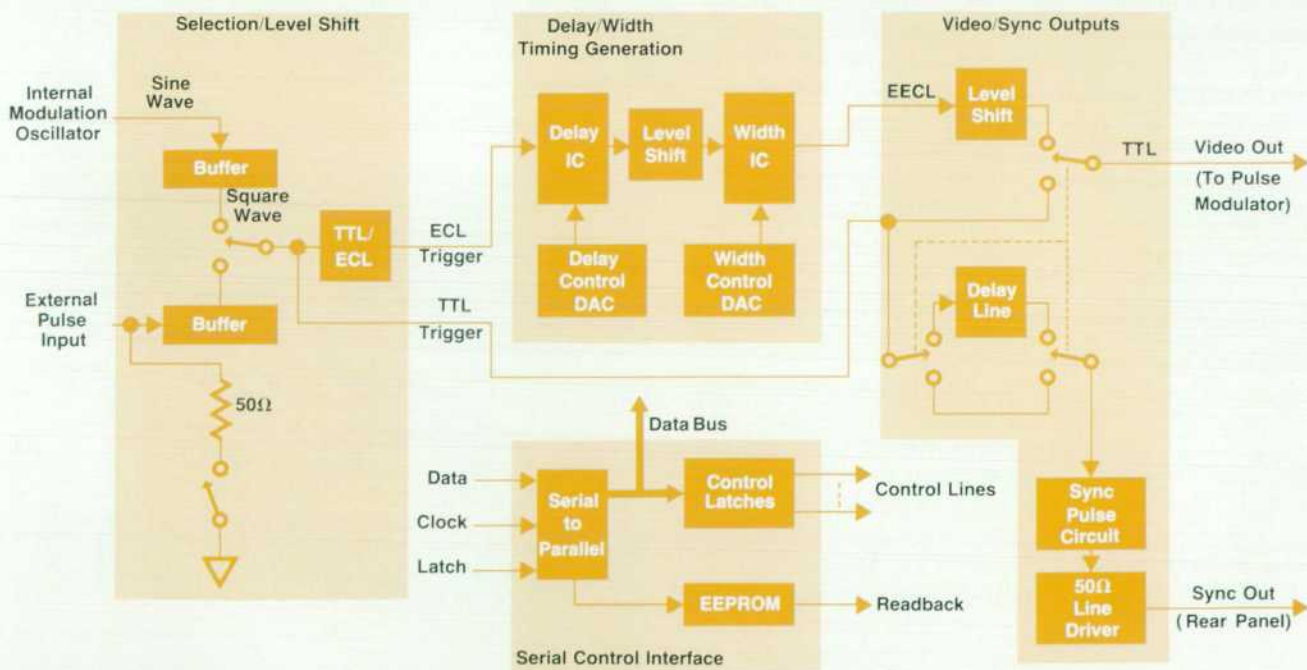 Selection/Level Shift
Internal
Modulation
Oscillator
Sine
Wave
Buffer
Square
Wave
TTL/
ECL
External
Pulse
Input
Buffer
50Ω
ECL
Trigger
TTL
Trigger
Delay/Width
Timing Generation
Delay
IC
Level
Shift
Width
IC
Delay
Control
DAC
Width
Control
DAC
Video/Sync Outputs
EECL
Level
Shift
TTL
Video Out
(To Pulse
Modulator)
Delay
Line
Sync
Pulse
Circuit
50Ω
Line
Driver
Sync Out
(Rear Panel)
Data Bus
Data
Clock
Latch
Serial
to
Parallel
Control
Latches
Control Lines
EEPROM
Readback
Serial Control Interface